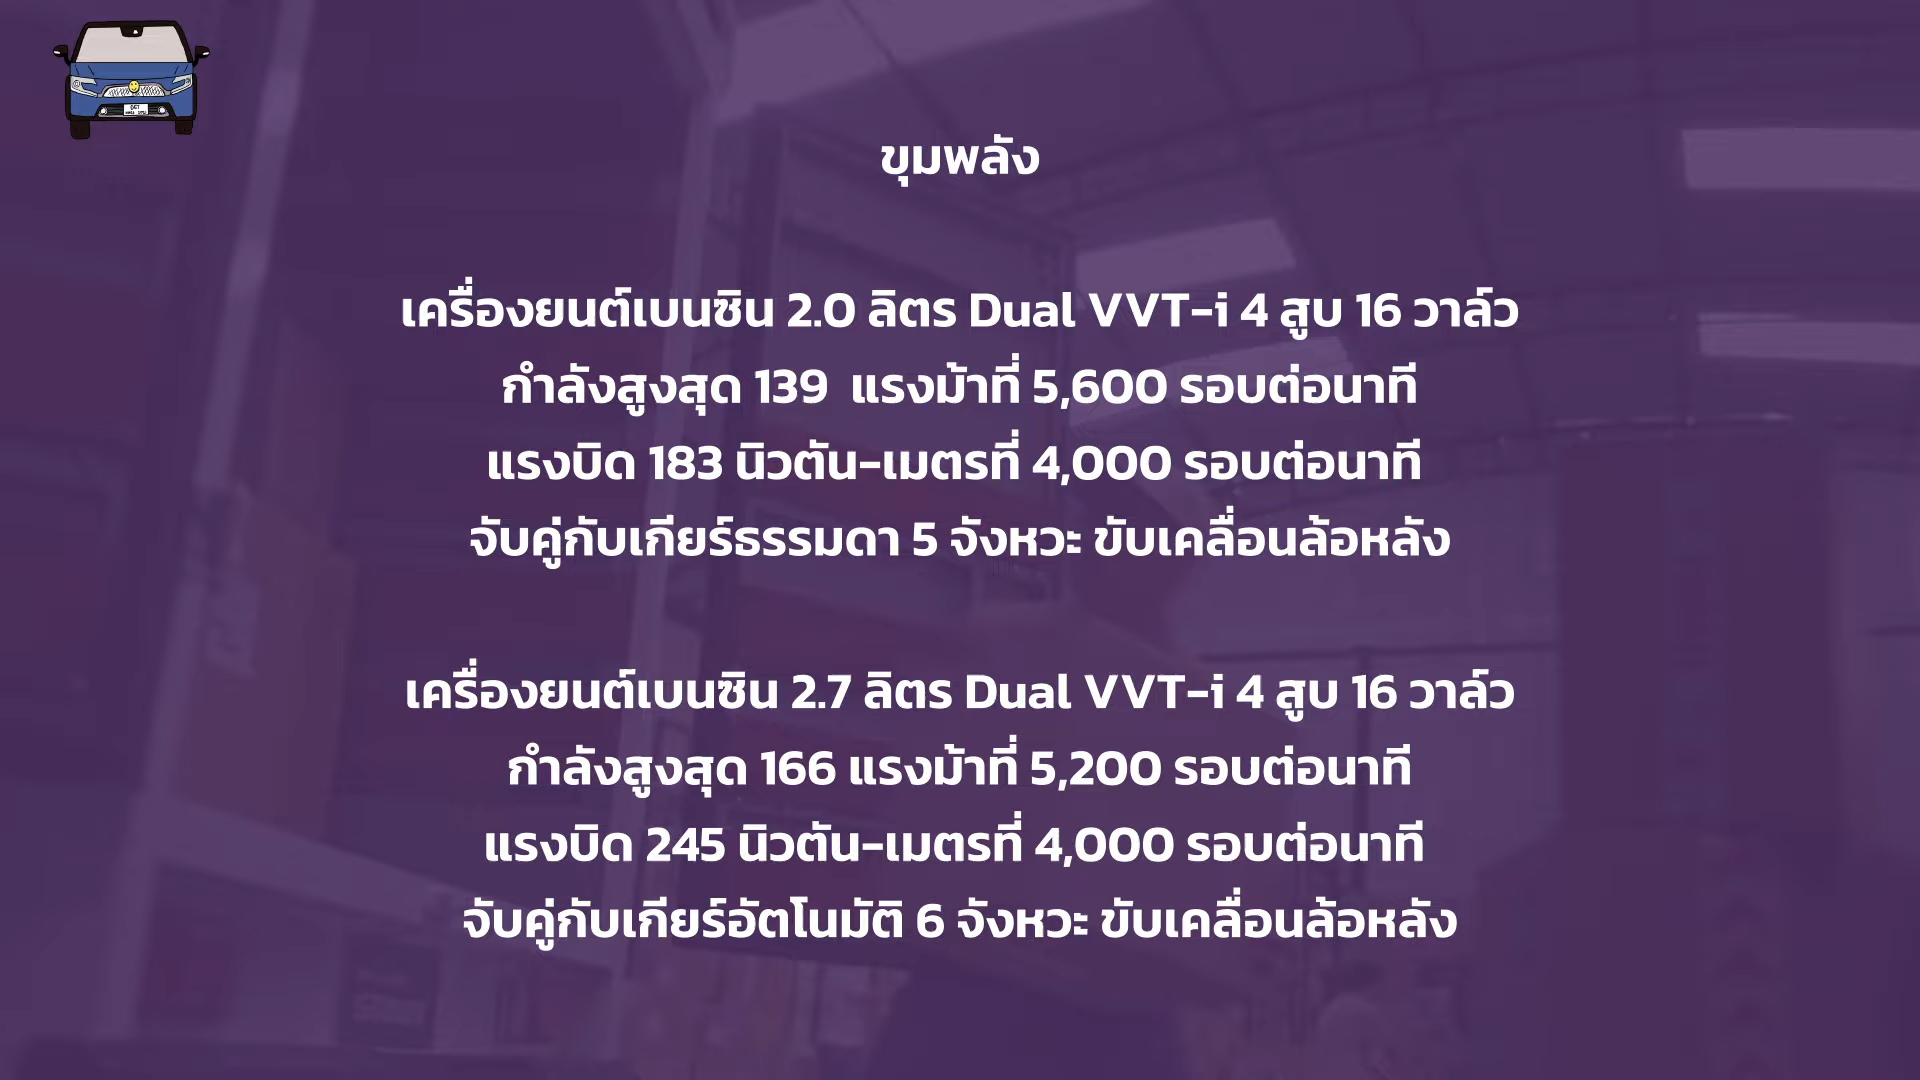 ขุมพลัง
เครื่องยนต์เบนซิน 2.0 ลิตร Dual VVT-i 4 สูบ 16 วาล์ว
กำลังสูงสุด 139 แรงม้าที่ 5,600 รอบต่อนาที
แรงบิด 183 นิวตัน-เมตรที่ 4,000 รอบต่อนาที
จับคู่กับเกียร์ธรรมดา 5 จังหวะ ขับเคลื่อนล้อหลัง
เครื่องยนต์เบนซิน 2.7 ลิตร Dual VVT-i 4 สูบ 16 วาล์ว
กำลังสูงสุด 166 แรงม้าที่ 5,200 รอบต่อนาที
แรงบิด 245 นิวตัน-เมตรที่ 4,000 รอบต่อนาที
จับคู่กับเกียร์อัตโนมัติ 6 จังหวะ ขับเคลื่อนล้อหลัง